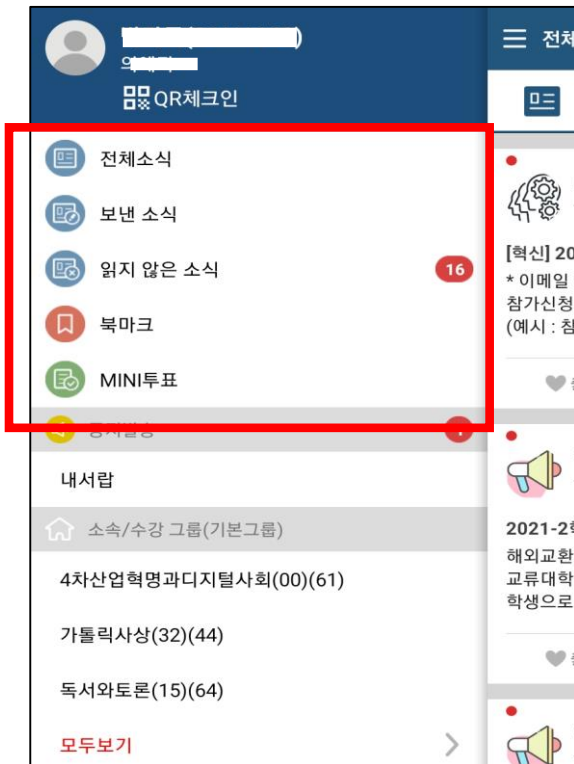 )
QR체크인
전체소식
보낸 소식
읽지 않은 소식 16
북마크
MINI투표
내서랍
소속/수강 그룹(기본그룹)
4차산업혁명과디지털사회(00)(61)
가톨릭사상(32)(44)
독서와토론(15)(64)
모두보기
전체
[혁신] 20
* 이메일
참가신청
(예시 : 참
2021-2학
해외교환
교류대학
학생으로